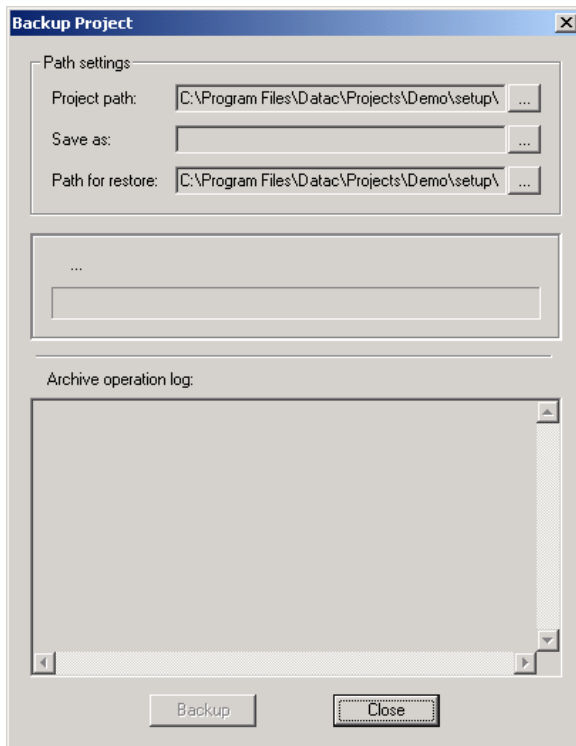 Backup Project
Path settings
Project path: C:\Program Files\Datac\Projects\Demo\setup\ ...
Save as: ...
Path for restore: C:\Program Files\Datac\Projects\Demo\setup\ ...
...
Archive operation log:
Backup Close